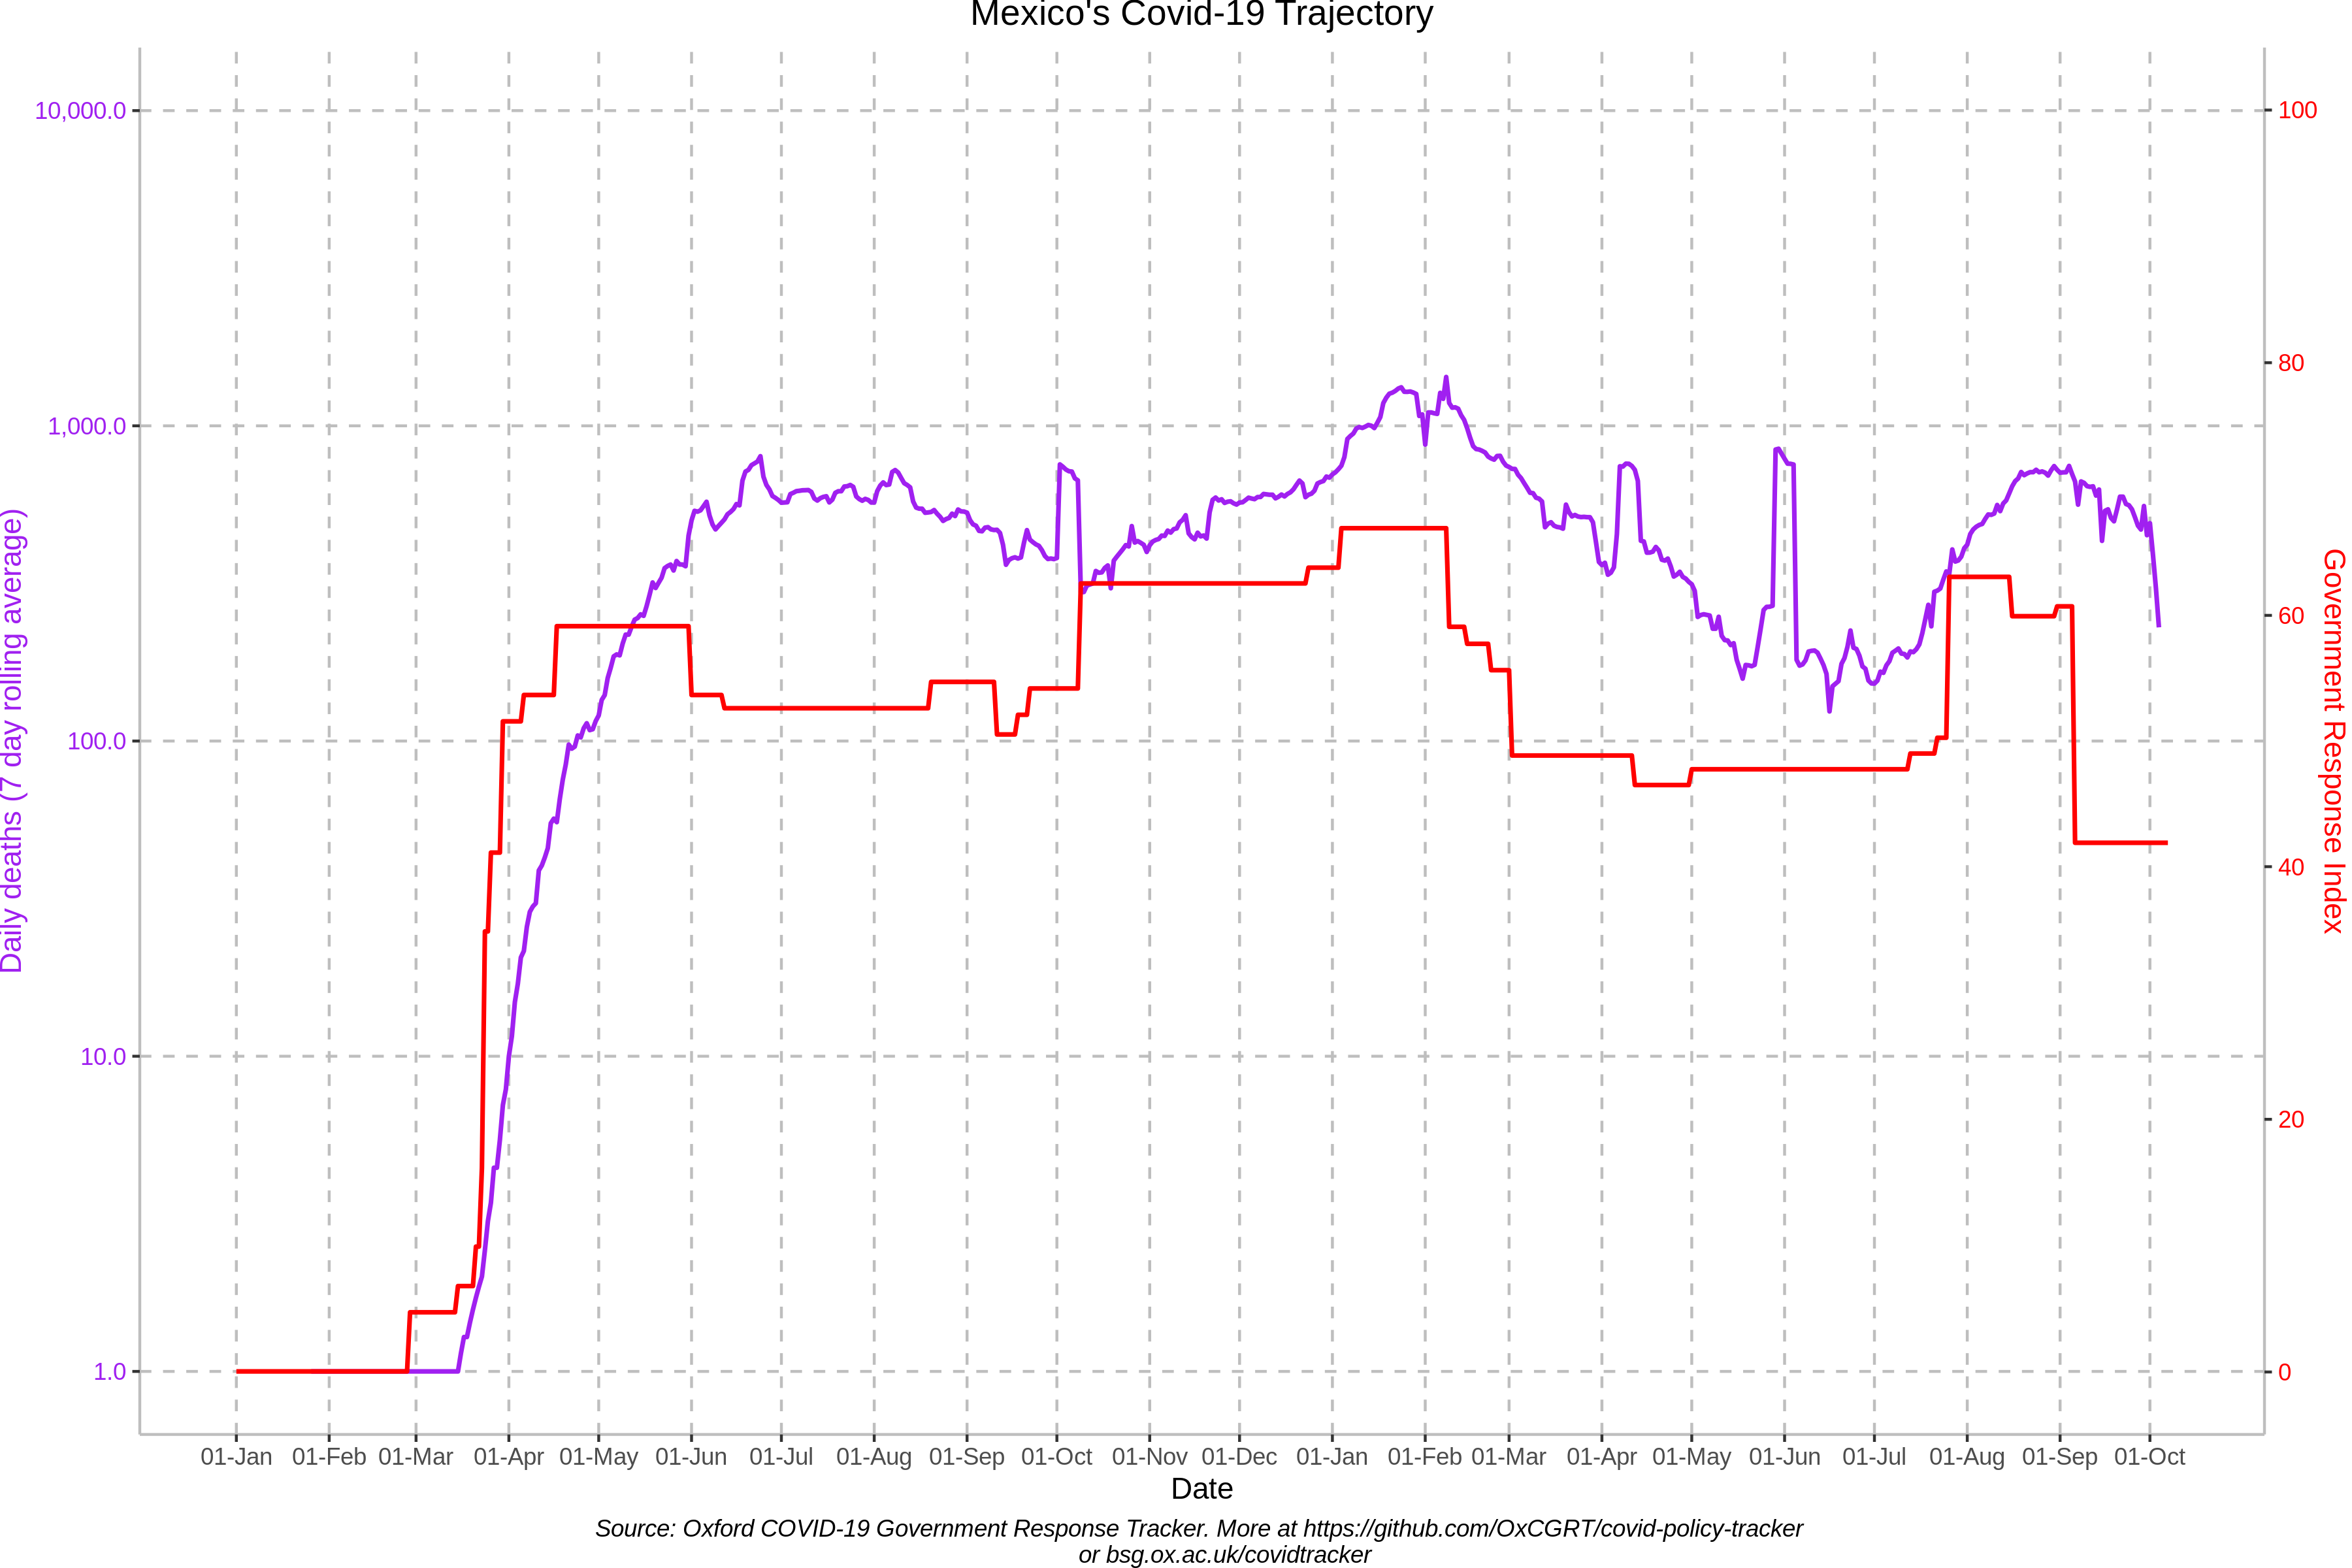 Mexico's Covid-19 Trajectory
10,000.0
1,000.0
100.0
10.0
1.0
Daily deaths (7 day rolling average)
100
80
60
40
20
0
Government Response Index
01-Jan 01-Feb 01-Mar 01-Apr 01-May 01-Jun 01-Jul 01-Aug 01-Sep 01-Oct 01-Nov 01-Dec 01-Jan 01-Feb 01-Mar 01-Apr 01-May 01-Jun 01-Jul 01-Aug 01-Sep 01-Oct
Date
Source: Oxford COVID-19 Government Response Tracker. More at https://github.com/OxCGRT/covid-policy-tracker
or bsg.ox.ac.uk/covidtracker